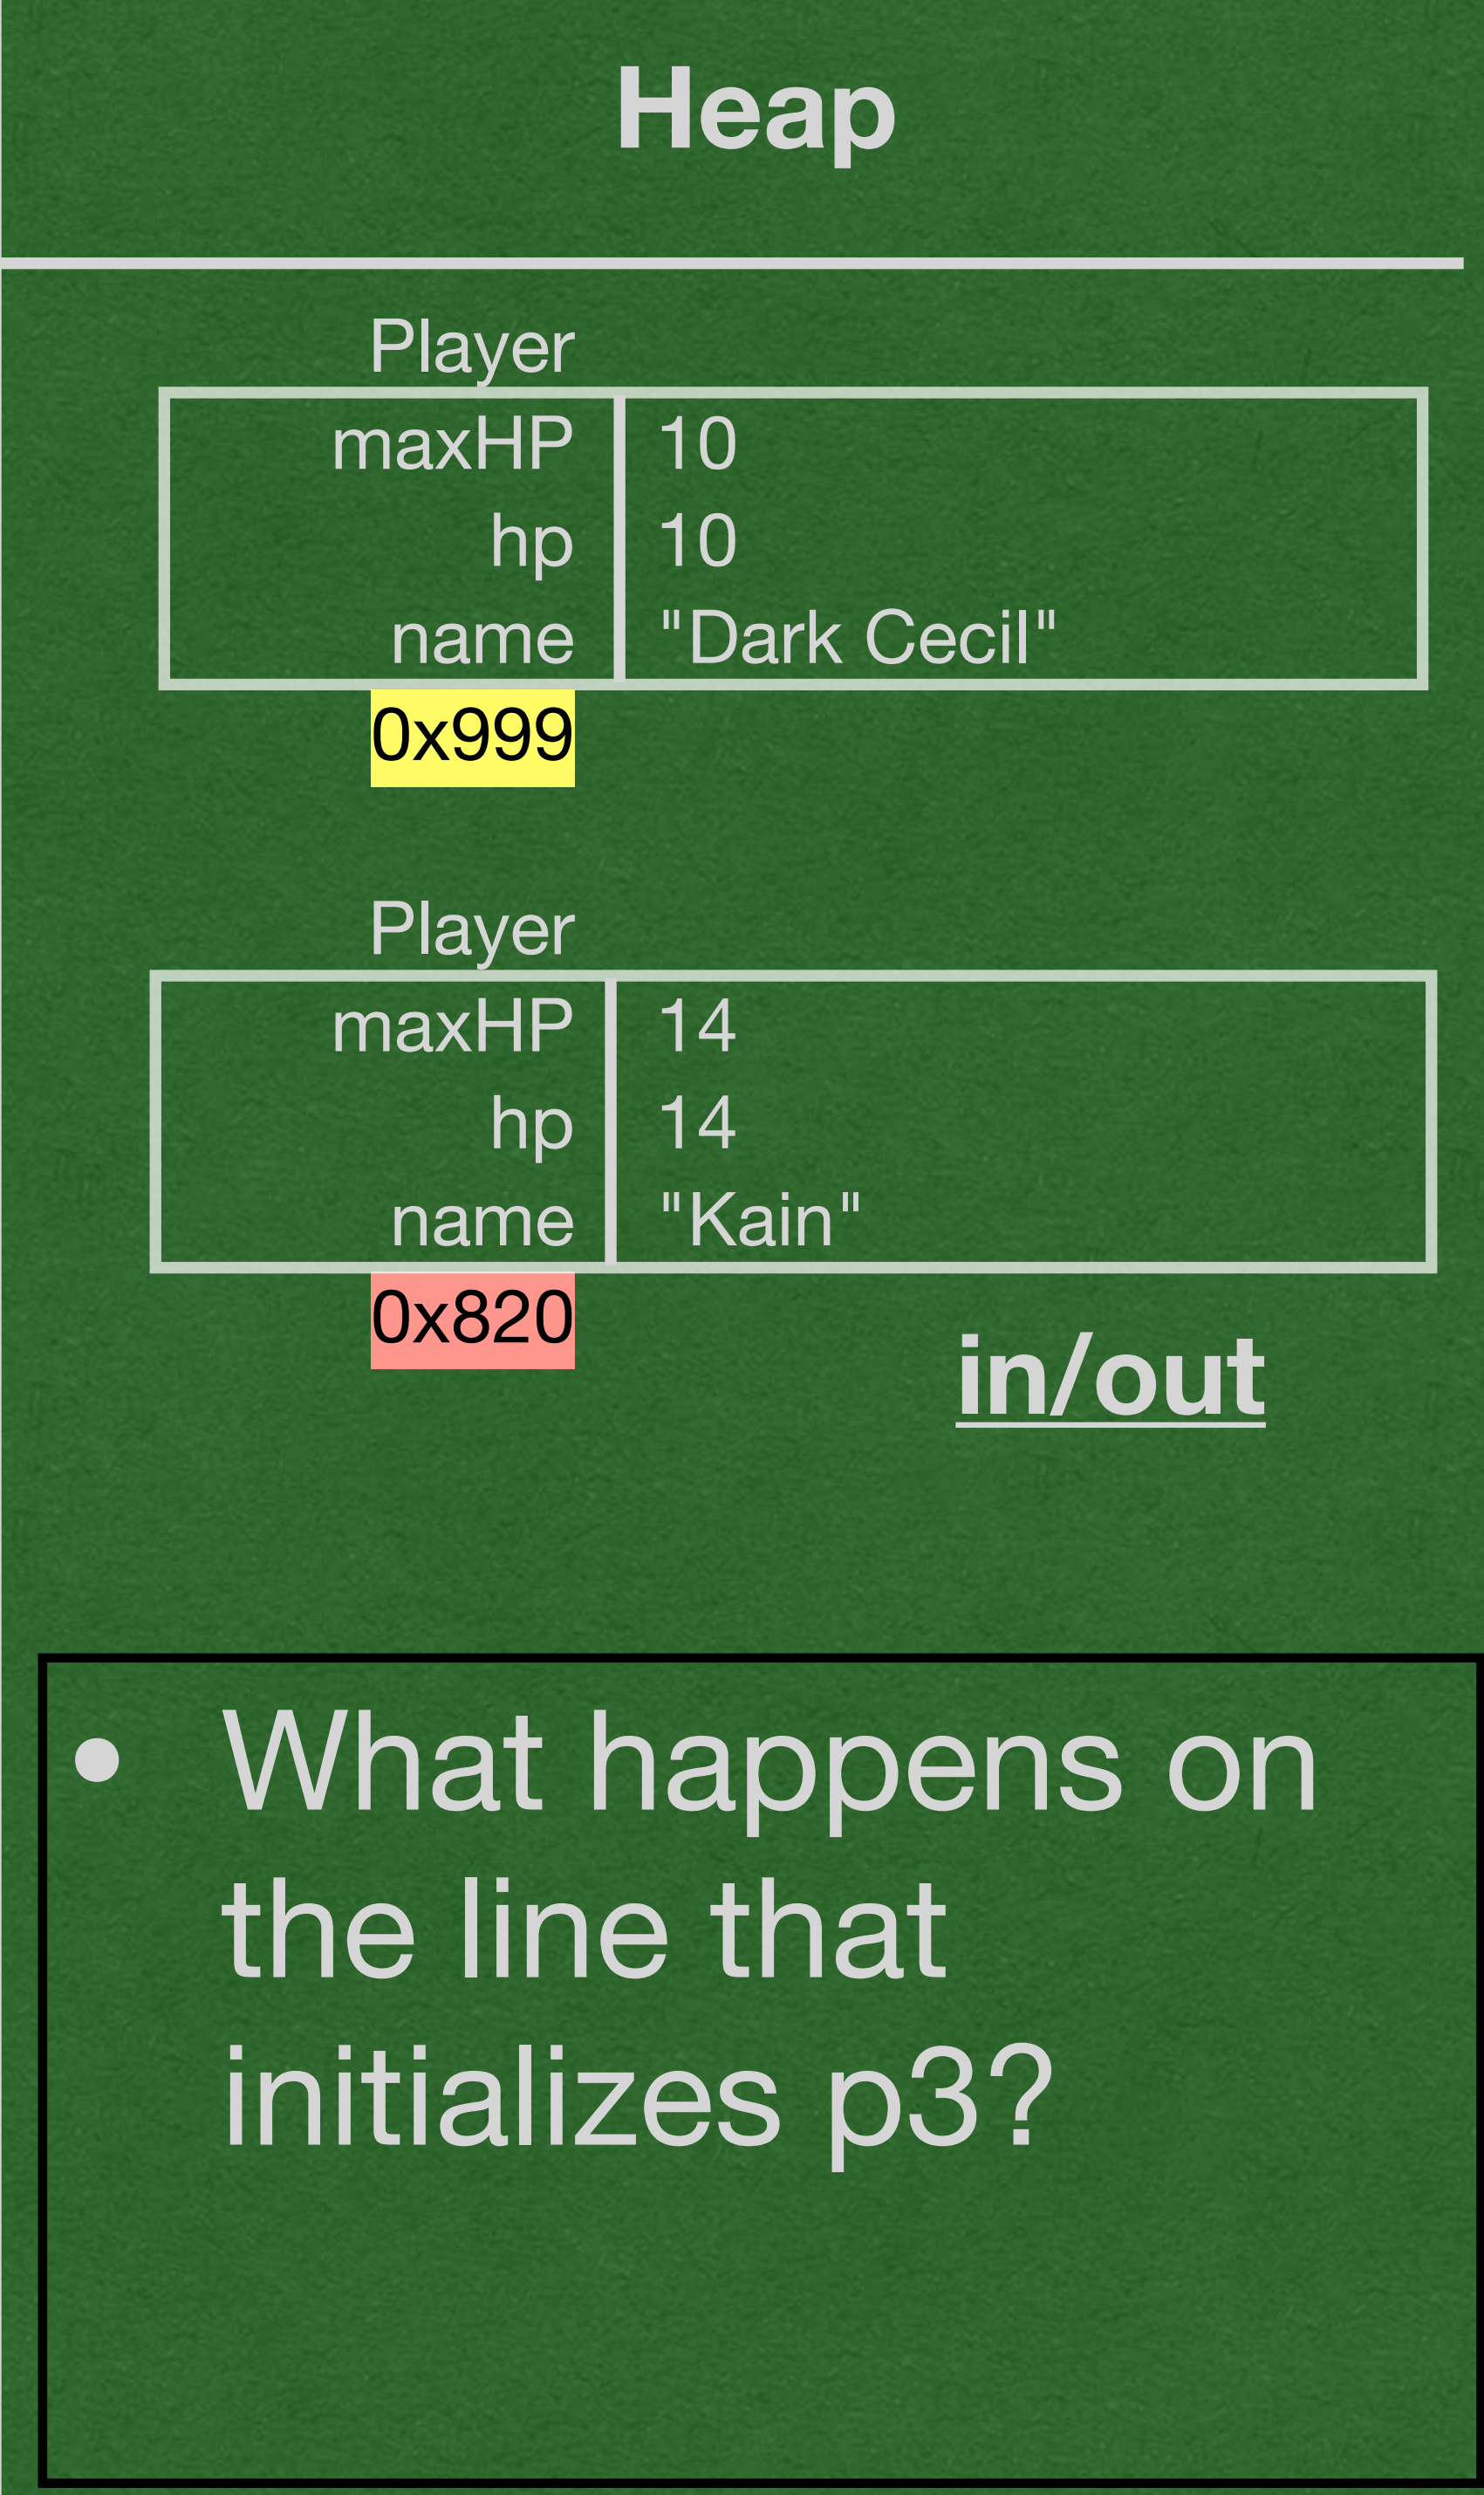 Heap
Player
maxHP 10
hp 10
name "Dark Cecil"
0x999
Player
maxHP 14
hp 14
name "Kain"
0x820
in/out
• What happens on
the line that
initializes p3?